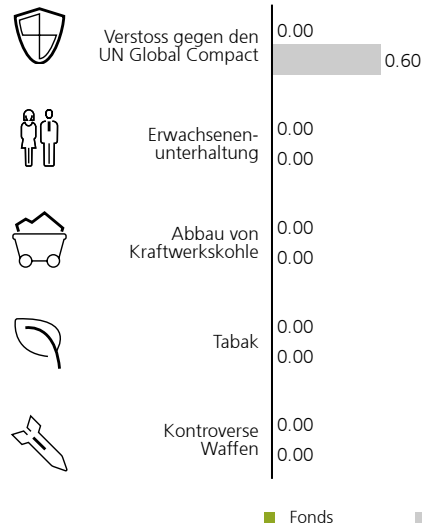 Verstoss gegen den
UN Global Compact
0.00
0.60
Erwachsenen-
unterhaltung
0.00
0.00
Abbau von
Kraftwerkskohle
0.00
0.00
Tabak
0.00
0.00
Kontroverse
Waffen
0.00
0.00
Fonds